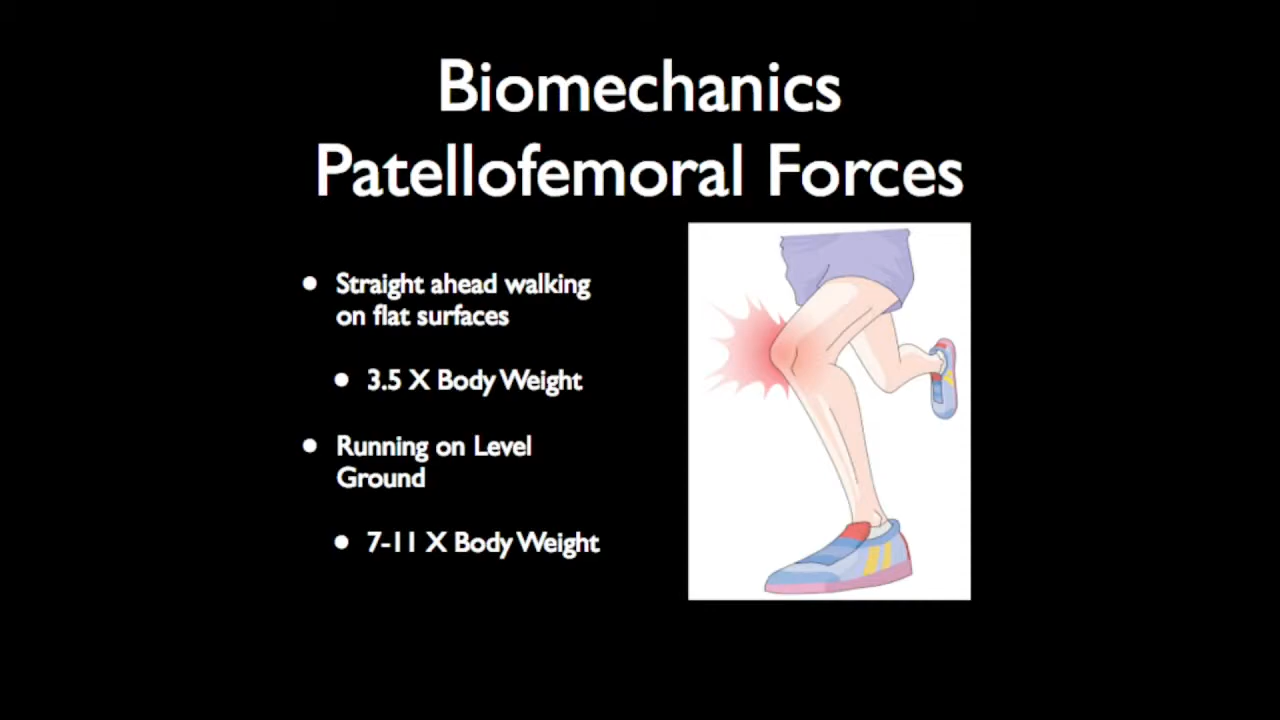 Biomechanics
Patellofemoral Forces
• Straight ahead walking
on flat surfaces
• 3.5 X Body Weight
• Running on Level
Ground
• 7-11 X Body Weight